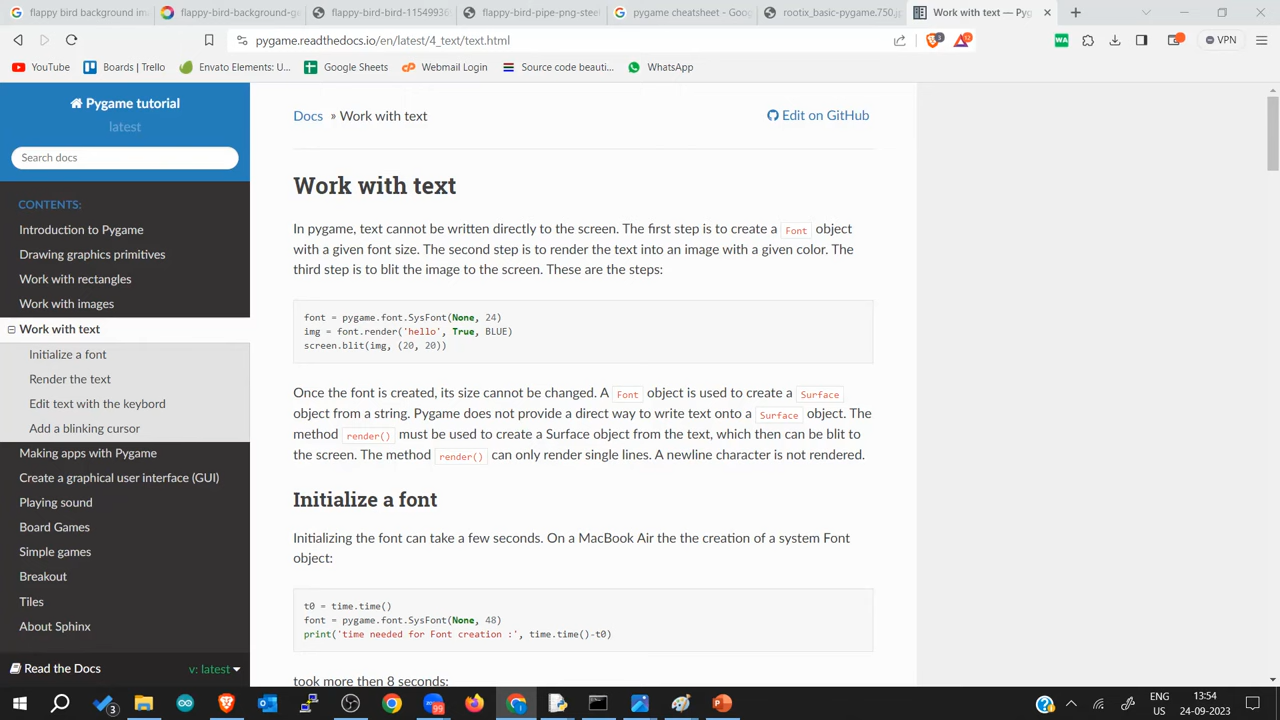 flappy bird background im
flappy-bird-background-ge
flappy-bird-bird-1154993
flappy-bird-pipe-png-steel
pygame cheatsheet - Goog
rootix_basic-pygame.750.jp
Work with text — Pyg
pygame.readthedocs.io/en/latest/4_text/text.html
3
12
WA
VPN
YouTube
Boards | Trello
Envato Elements: U...
Google Sheets
Webmail Login
Source code beauti...
WhatsApp
Pygame tutorial
latest
Search docs
CONTENTS:
Introduction to Pygame
Drawing graphics primitives
Work with rectangles
Work with images
Work with text
Initialize a font
Render the text
Edit text with the keybord
Add a blinking cursor
Making apps with Pygame
Create a graphical user interface (GUI)
Playing sound
Board Games
Simple games
Breakout
Tiles
About Sphinx
Read the Docs
v: latest
Docs » Work with text
Edit on GitHub
Work with text
In pygame, text cannot be written directly to the screen. The first step is to create a Font object
with a given font size. The second step is to render the text into an image with a given color. The
third step is to blit the image to the screen. These are the steps:
font = pygame.font.SysFont(None, 24)
img = font.render('hello', True, BLUE)
screen.blit(img, (20, 20))
Once the font is created, its size cannot be changed. A Font object is used to create a Surface
object from a string. Pygame does not provide a direct way to write text onto a Surface object. The
method render() must be used to create a Surface object from the text, which then can be blit to
the screen. The method render() can only render single lines. A newline character is not rendered.
Initialize a font
Initializing the font can take a few seconds. On a MacBook Air the the creation of a system Font
object:
t0 = time.time()
font = pygame.font.SysFont(None, 48)
print('time needed for Font creation :', time.time()-t0)
took more then 8 seconds:
3
99
ENG
US
13:54
24-09-2023